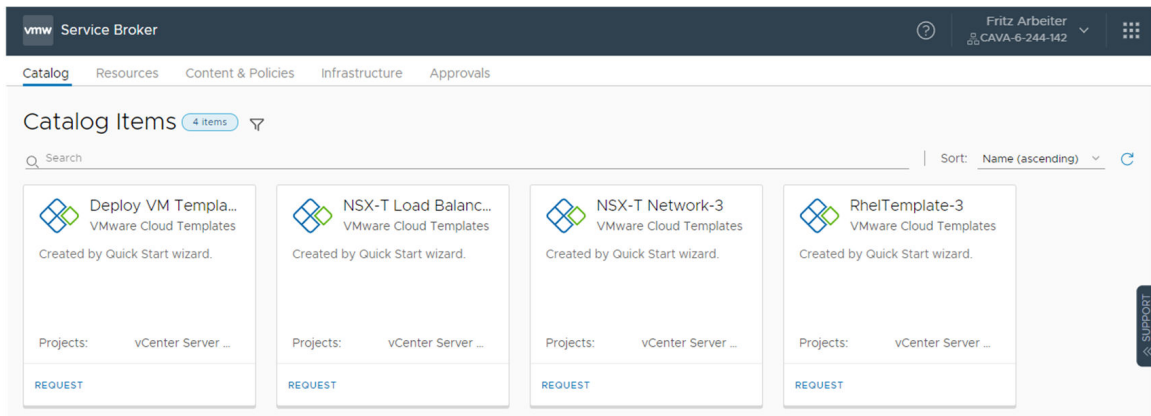 vmw Service Broker
Fritz Arbeiter
CAVA-6-244-142
Catalog Resources Content & Policies Infrastructure Approvals
Catalog Items 4 items
Search
Sort: Name (ascending)
Deploy VM Templa...
VMware Cloud Templates
Created by Quick Start wizard.
Projects: vCenter Server ...
REQUEST
NSX-T Load Balanc...
VMware Cloud Templates
Created by Quick Start wizard.
Projects: vCenter Server ...
REQUEST
NSX-T Network-3
VMware Cloud Templates
Created by Quick Start wizard.
Projects: vCenter Server ...
REQUEST
RhelTemplate-3
VMware Cloud Templates
Created by Quick Start wizard.
Projects: vCenter Server ...
REQUEST
SUPPORT